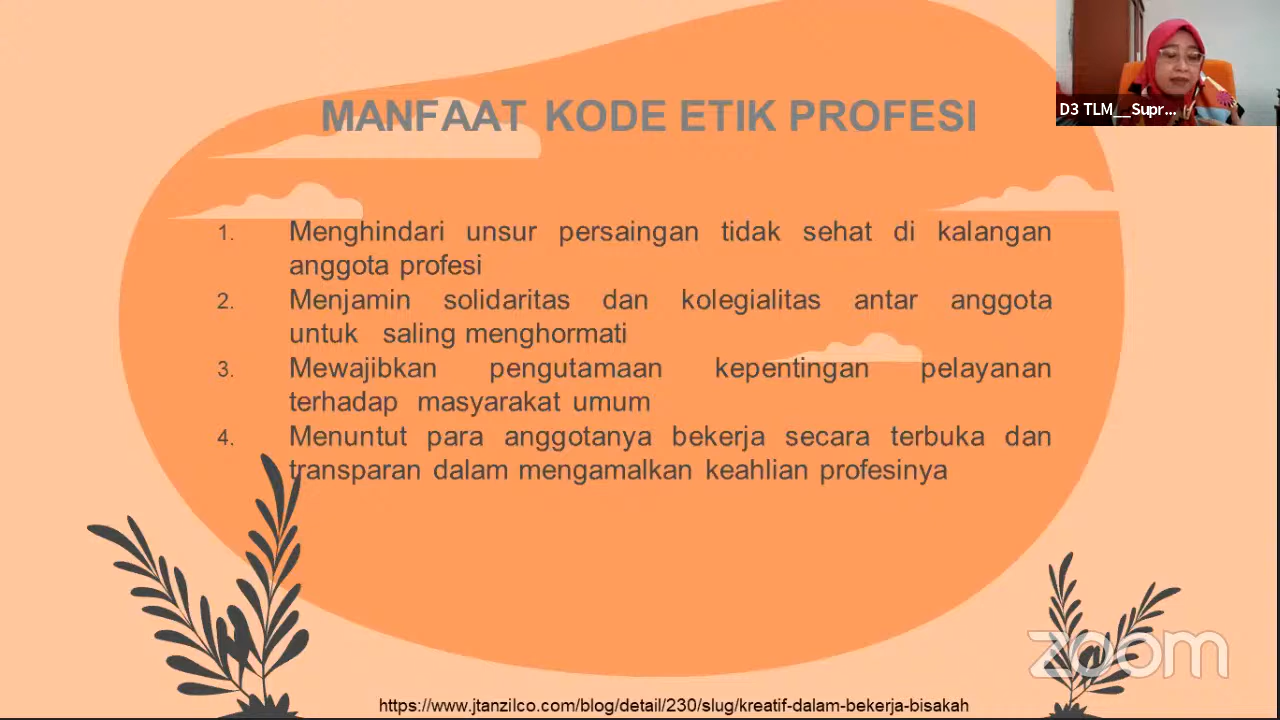 MANFAAT KODE ETIK PROFESI
D3 TLM__Supr...
1. Menghindari unsur persaingan tidak sehat di kalangan
anggota profesi
2. Menjamin solidaritas dan kolegialitas antar anggota
untuk saling menghormati
3. Mewajibkan pengutamaan kepentingan pelayanan
terhadap masyarakat umum
4. Menuntut para anggotanya bekerja secara terbuka dan
transparan dalam mengamalkan keahlian profesinya
zoom
https://www.jtanzilco.com/blog/detail/230/slug/kreatif-dalam-bekerja-bisakah